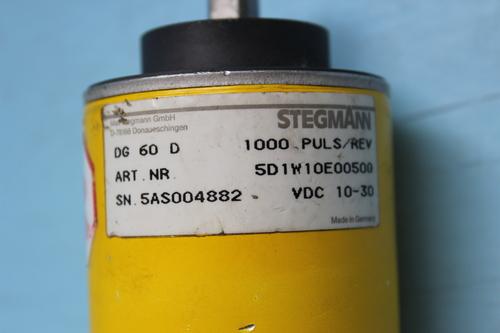 STEGMANN
Max Stegmann GmbH
D-78166 Donaueschingen
DG 60 D 1000 PULS/REV
ART.NR 5D1W10E00500
SN.5AS004882 VDC 10-30
Made in Germany